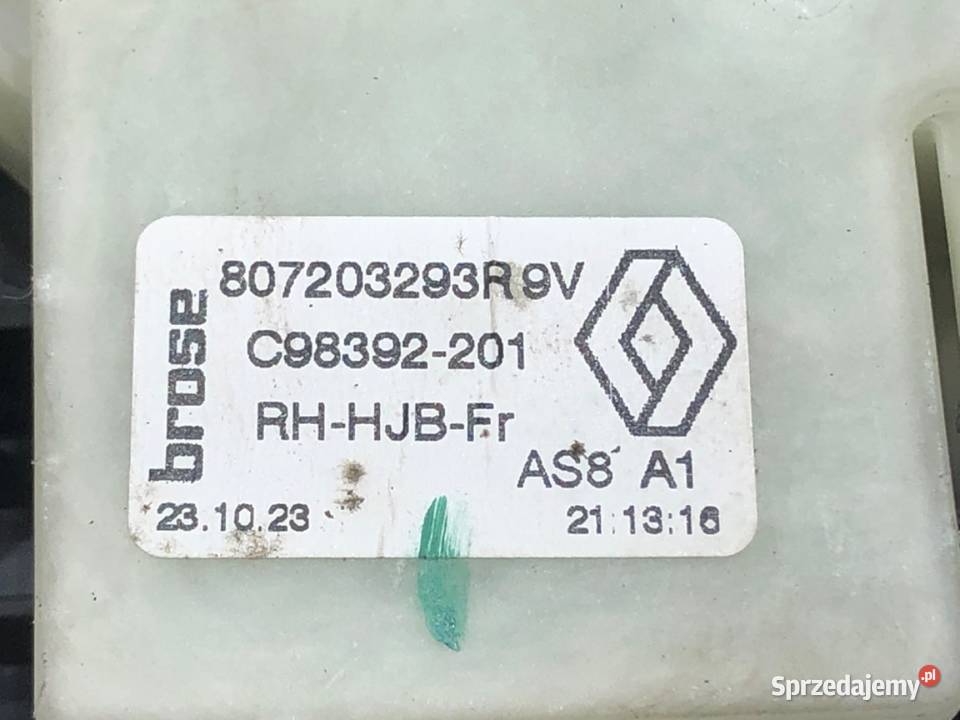 807203293R 9V
C98392-201
RH-HJB-Fr
AS8 A1
brose
23.10.23
21:13:16
Sprzedajemy.pl